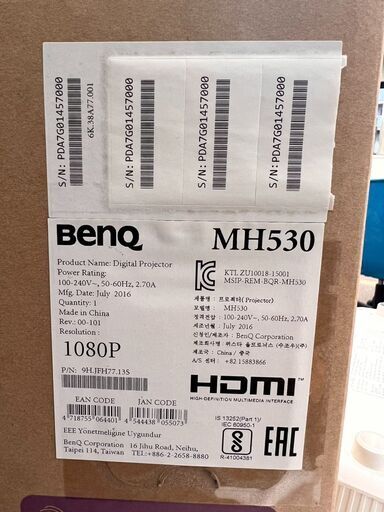 S/N: PDA7G01457000
6K.38A77.001
S/N: PDA7G01457000
S/N: PDA7G01457000
S/N: PDA7G01457000
BenQ
MH530
Product Name: Digital Projector
Power Rating:
100-240V~, 50-60Hz, 2.70A
Mfg. Date: July 2016
Quantity: 1
Made in China
Rev.: 00-101
Resolution :
1080P
P/N: 9H.JFH77.13S
KTL ZU10018-15001
MSIP-REM-BQR-MH530
제품명: 프로젝터( Projector)
모델명: MH530
정격전압: 100-240V~, 50-60Hz, 2.70A
제조년월: July 2016
신청인/제조자: BenQ Corporation
제조국: China / 중국
A/S: +82 15883866
HDMI
HIGH-DEFINITION MULTIMEDIA INTERFACE
EAN CODE
JAN CODE
4 718755 064401
4 544438 055073
IS 13252(Part 1)/
IEC 60950-1
R-41004381
EAC
EEE Yönetmeligine Uygundur
BenQ Corporation 16 Jihu Road, Neihu,
Taipei 114, Taiwan TEL:+886-2-2658-8880